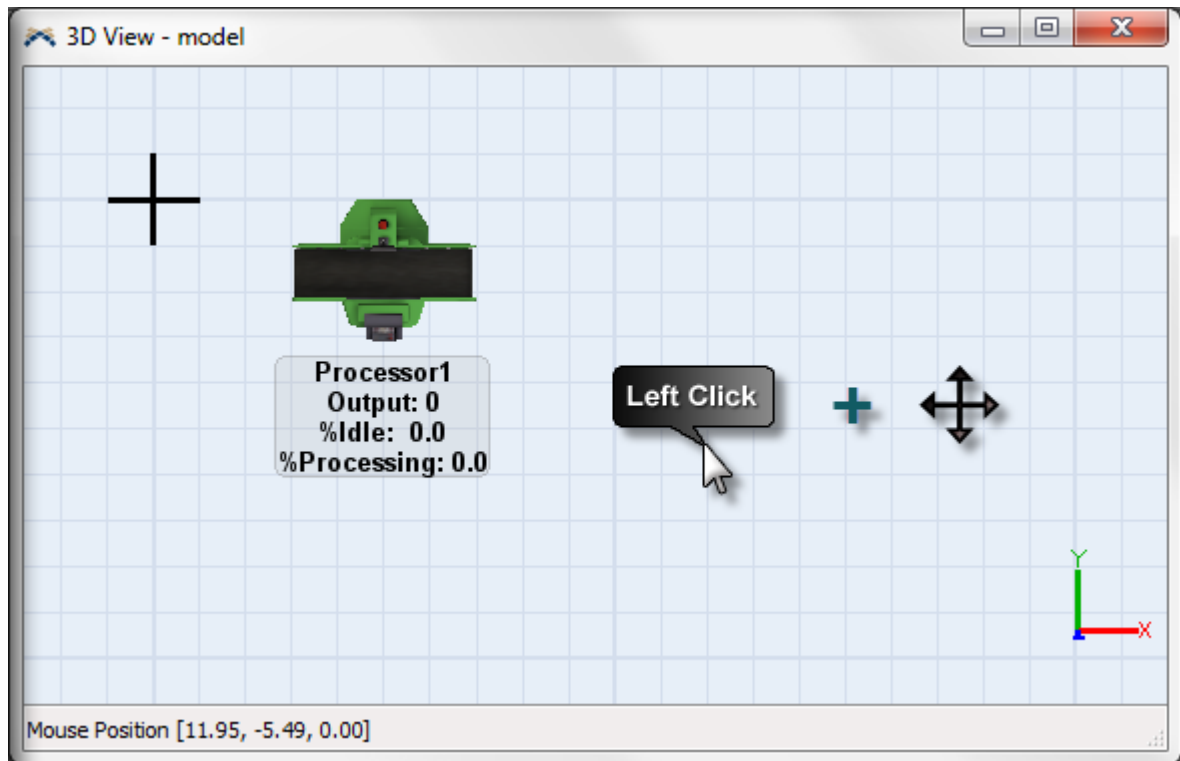 3D View - model
Processor1
Output: 0
%Idle:  0.0
%Processing: 0.0
Left Click
Y
X
Mouse Position [11.95, -5.49, 0.00]